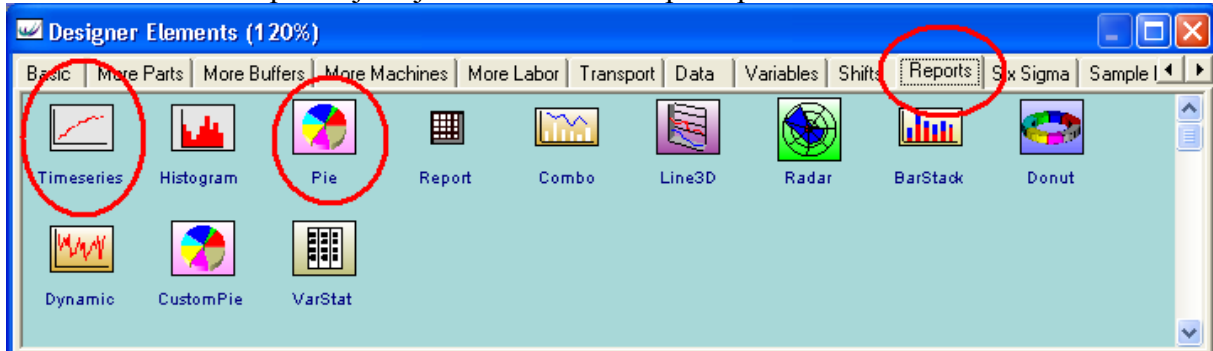 Designer Elements (120%)
Basic More Parts More Buffers More Machines More Labor Transport Data Variables Shifts Reports Six Sigma Sample
Timeseries Histogram Pie Report Combo Line3D Radar BarStack Donut
Dynamic CustomPie VarStat